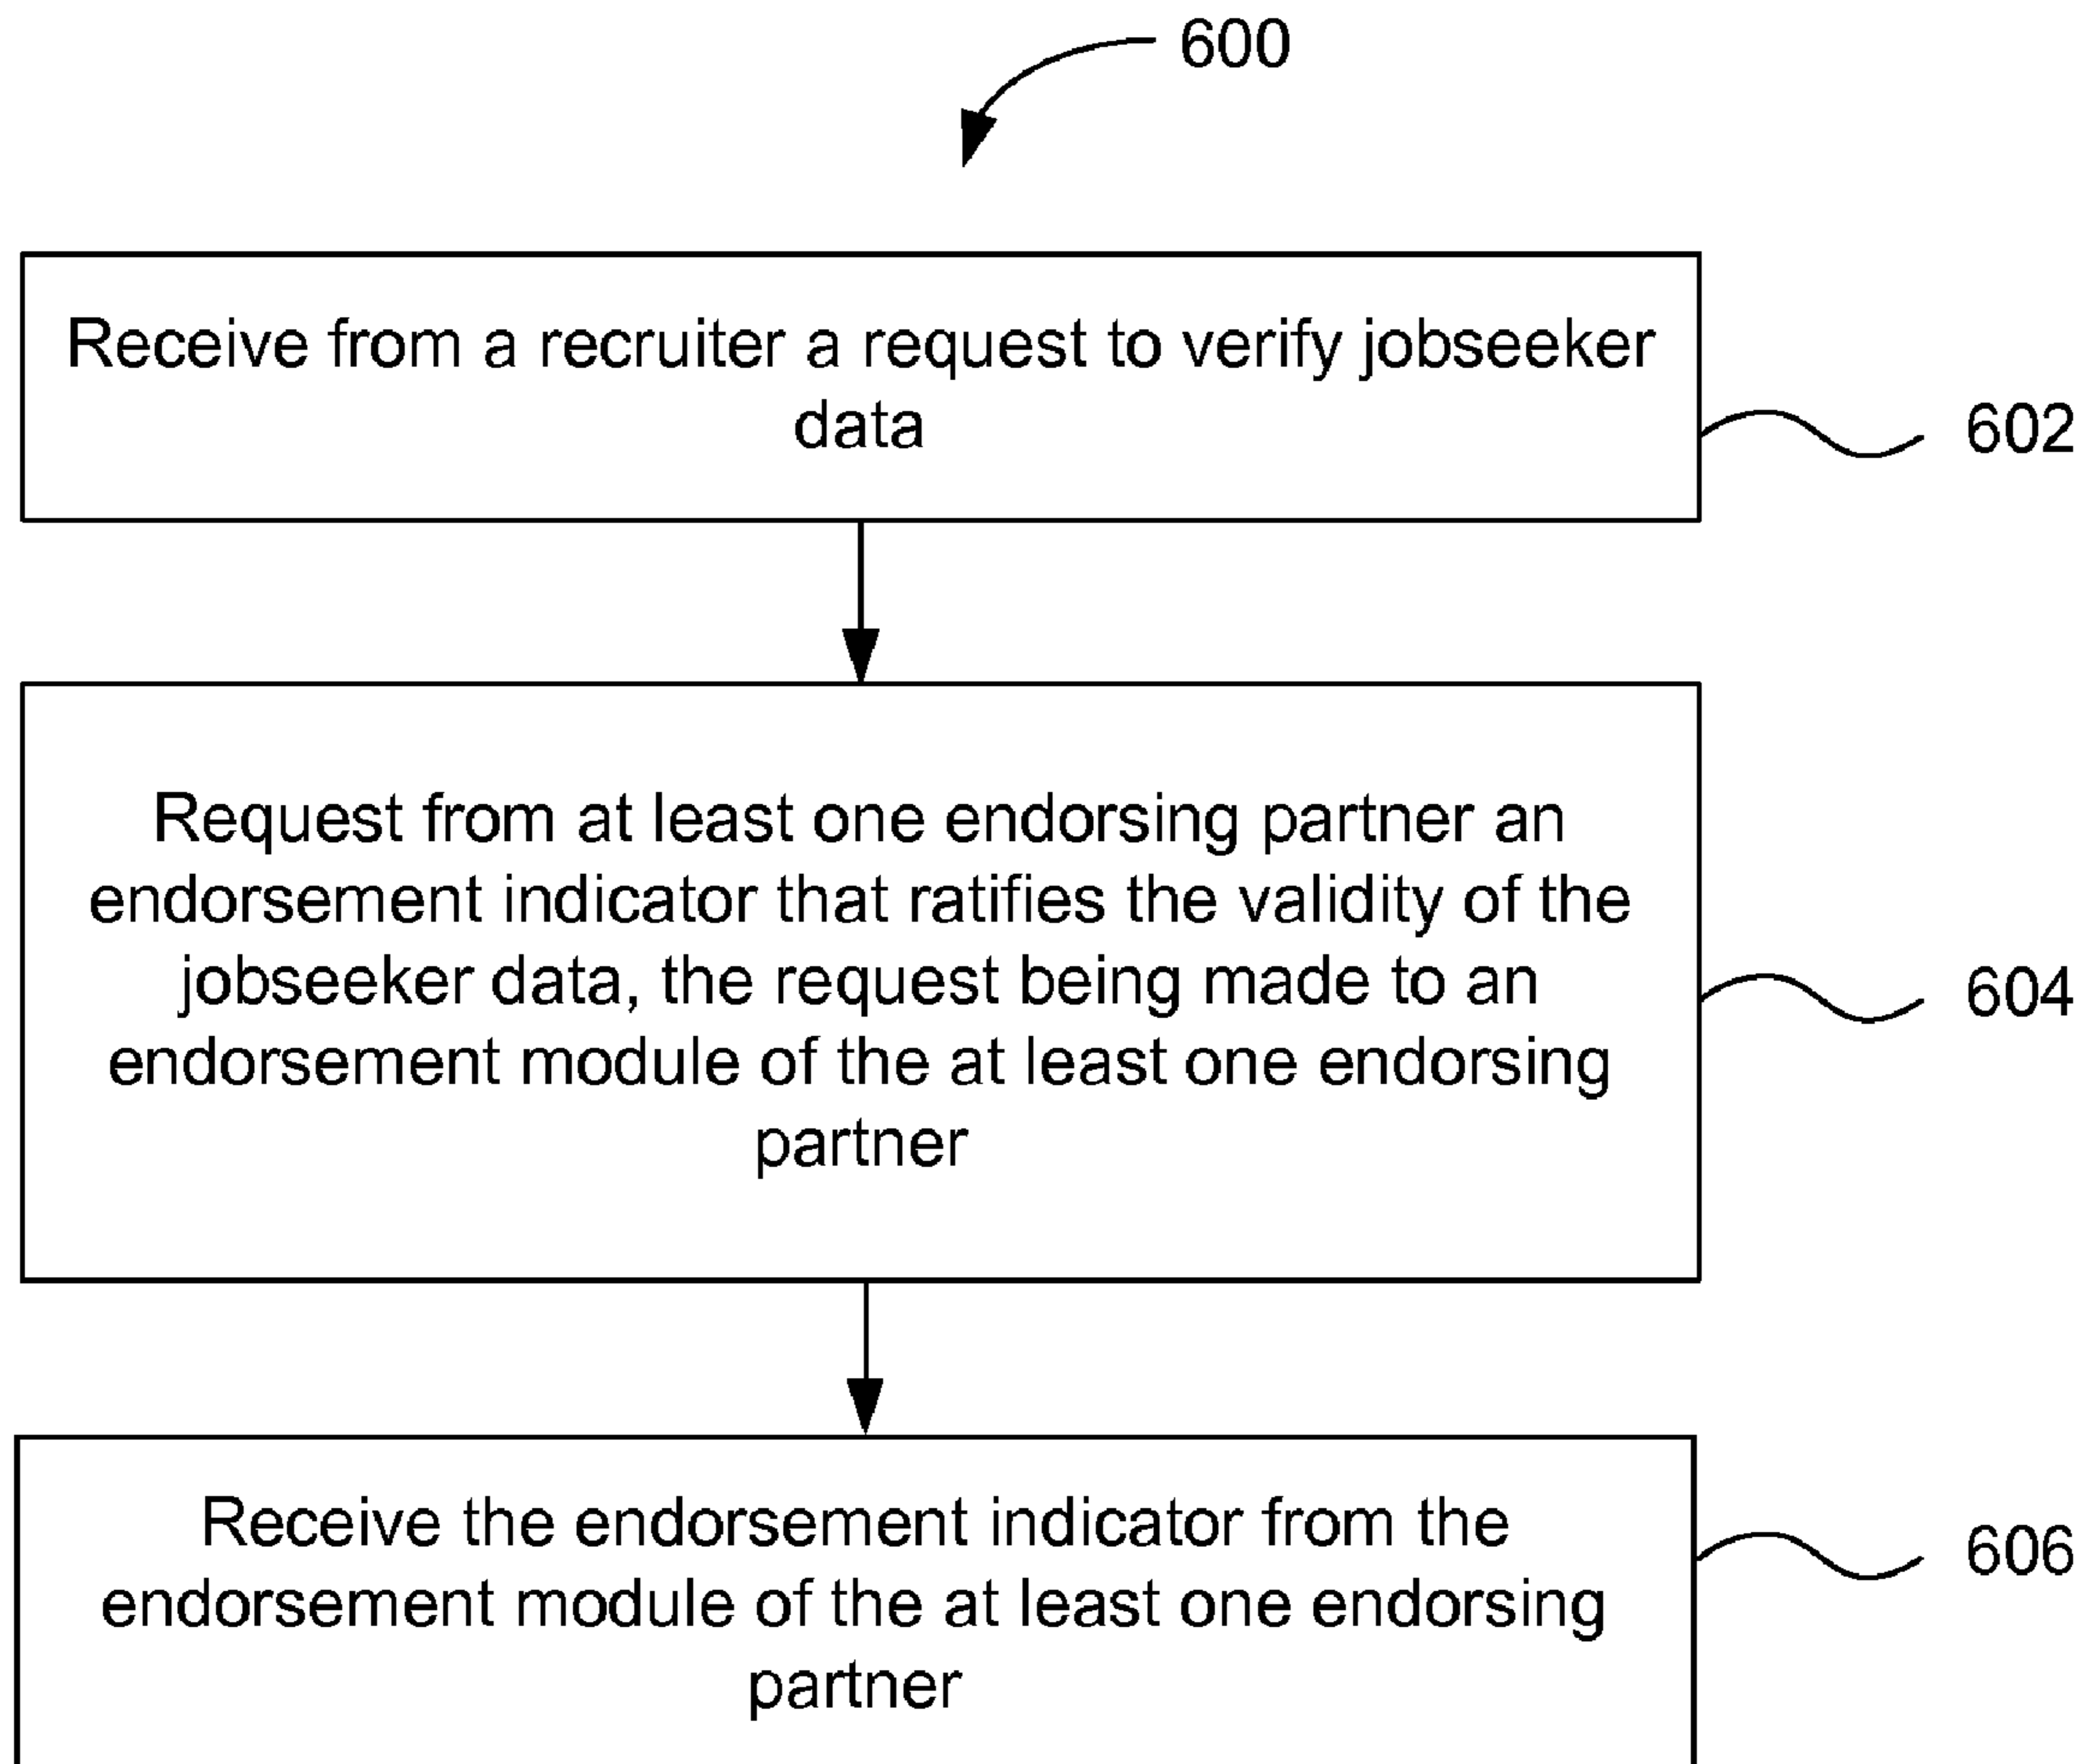 600
Receive from a recruiter a request to verify jobseeker
data
602
Request from at least one endorsing partner an
endorsement indicator that ratifies the validity of the
jobseeker data, the request being made to an
endorsement module of the at least one endorsing
partner
604
Receive the endorsement indicator from the
endorsement module of the at least one endorsing
partner
606